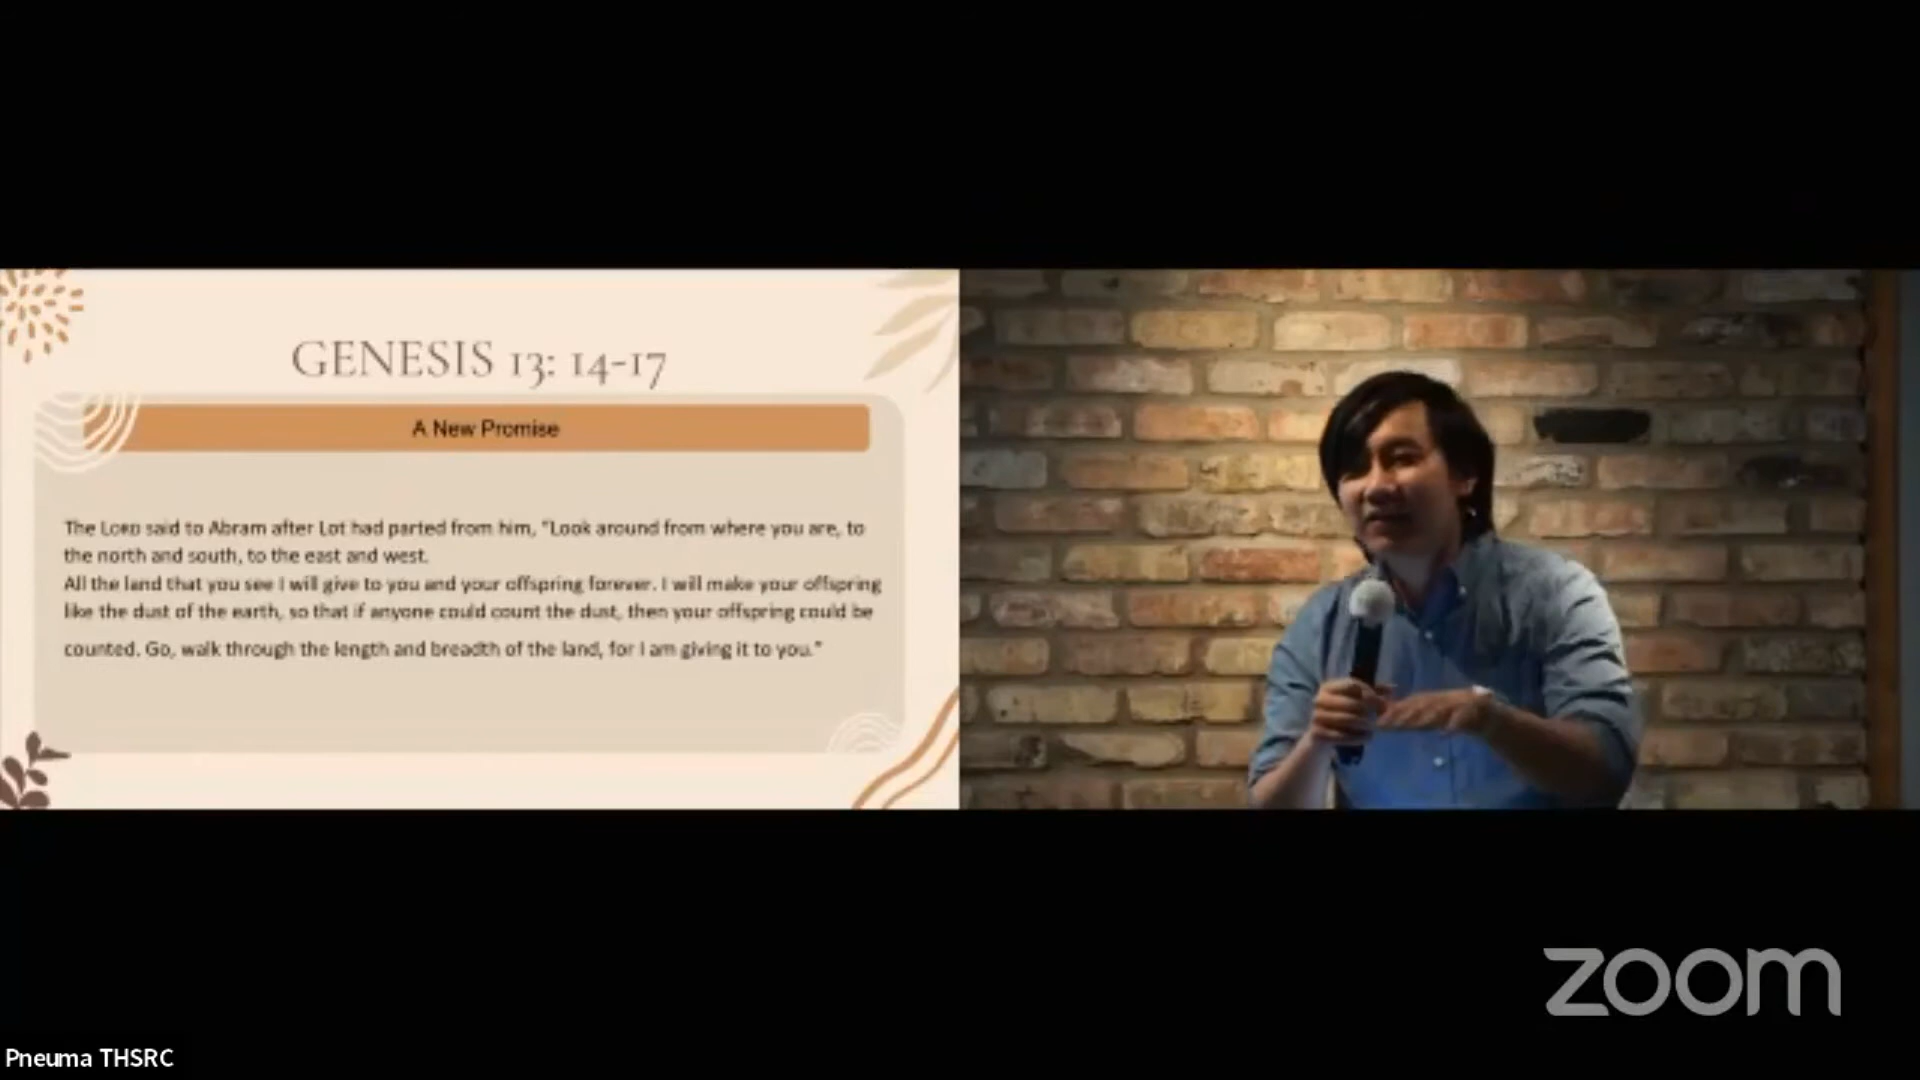 GENESIS 13: 14-17
A New Promise
The LORD said to Abram after Lot had parted from him, "Look around from where you are, to
the north and south, to the east and west.
All the land that you see I will give to you and your offspring forever. I will make your offspring
like the dust of the earth, so that if anyone could count the dust, then your offspring could be
counted. Go, walk through the length and breadth of the land, for I am giving it to you."
zoom
Pneuma THSRC